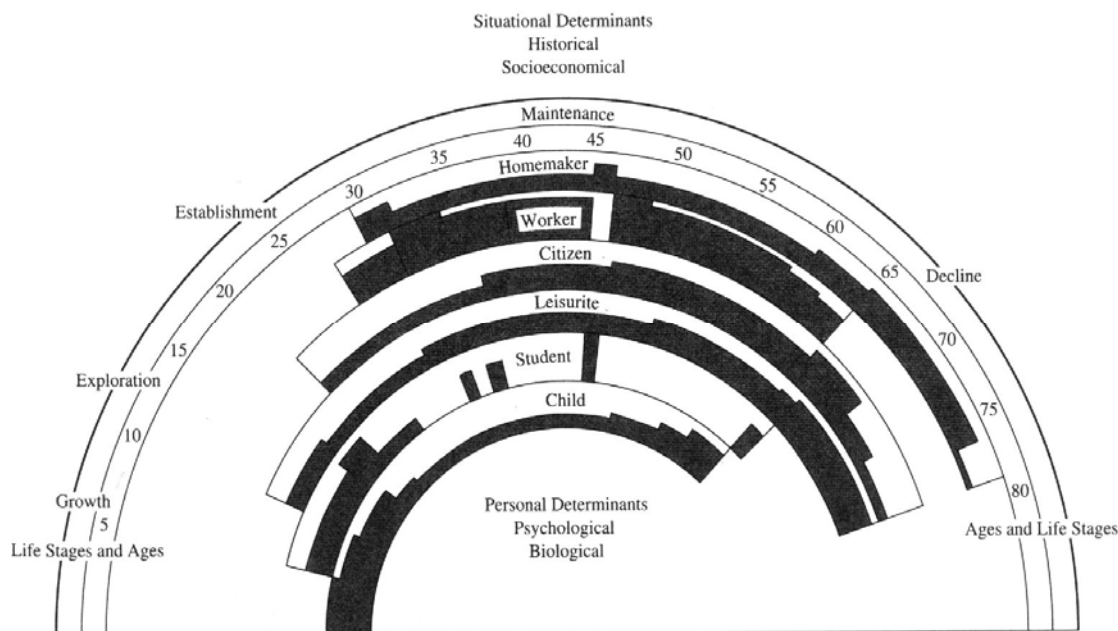 Situational Determinants
Historical
Socioeconomical
Maintenance
40 45
35 50
Homemaker
30 55
Establishment
Worker
25 60
Citizen
65 Decline
20
Leisurite
70
15
Student
Exploration
Child
10 75
80
Growth
Personal Determinants
5
Psychological
Ages and Life Stages
Life Stages and Ages
Biological